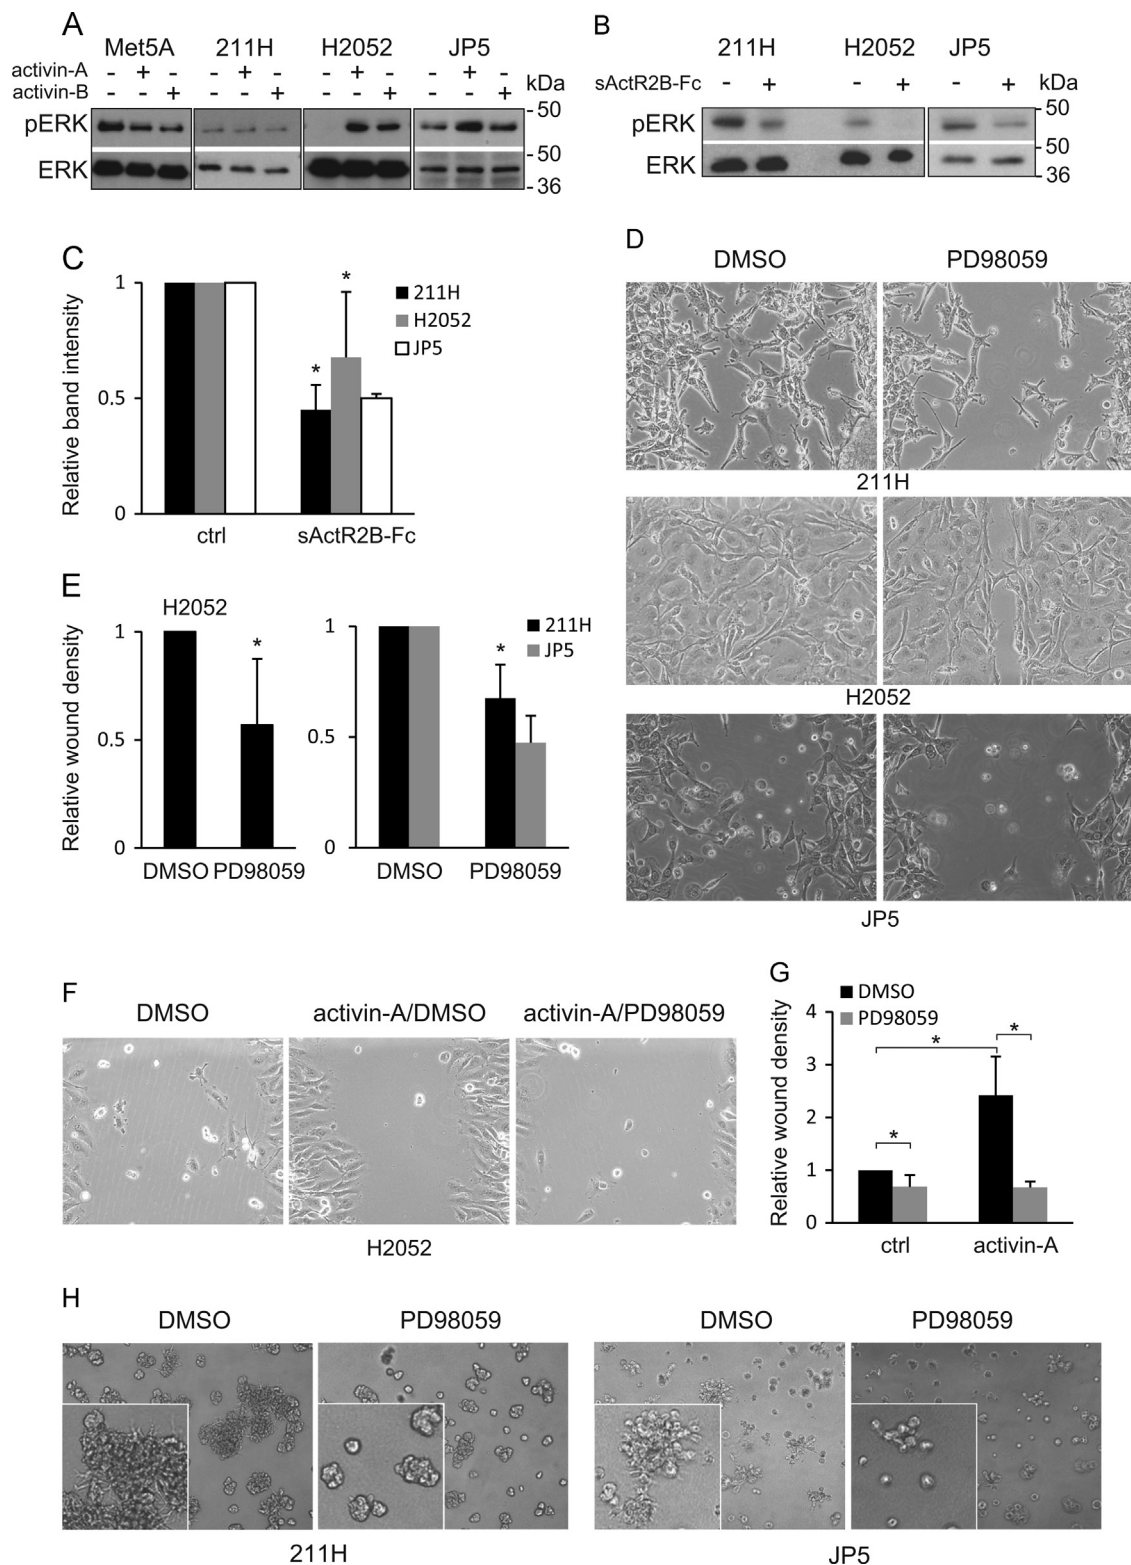 A
Met5A 211H H2052 JP5
activin-A - + - - + - - + - - + -
activin-B - - + - - + - - + - - +
kDa
pERK
ERK
- 50
- 50
- 36
B
211H H2052 JP5
sActR2B-Fc - + - + - + kDa
pERK
ERK
- 50
- 50
- 36
C
Relative band intensity
1
0.5
0
* *
211H
H2052
JP5
ctrl sActR2B-Fc
D
DMSO PD98059
211H
H2052
JP5
E
Relative wound density
H2052
1
0.5
0
*
DMSO PD98059
1
0.5
0
*
211H
JP5
DMSO PD98059
F
DMSO activin-A/DMSO activin-A/PD98059
H2052
G
Relative wound density
DMSO
PD98059
4
3
2
1
0
* * *
ctrl activin-A
H
DMSO PD98059 DMSO PD98059
211H JP5